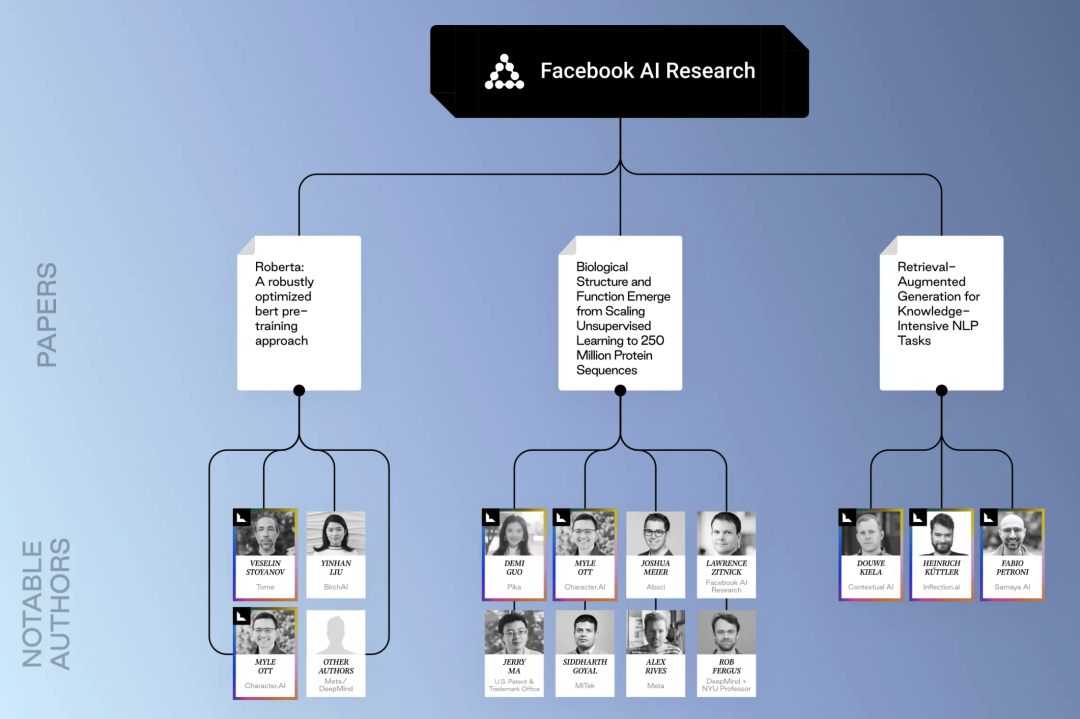 Facebook AI Research
PAPERS
Roberta:
A robustly
optimized
bert pre-
training
approach
Biological
Structure and
Function Emerge
from Scaling
Unsupervised
Learning to 250
Million Protein
Sequences
Retrieval-
Augmented
Generation for
Knowledge-
Intensive NLP
Tasks
NOTABLE
AUTHORS
VESELIN
STOYANOV
Tome
YINHAN
LIU
BirchAI
MYLE
OTT
Character.AI
OTHER
AUTHORS
Meta/
DeepMind
DEMI
GUO
Pika
MYLE
OTT
Character.AI
JOSHUA
MEIER
Absci
LAWRENCE
ZITNICK
Facebook AI
Research
JERRY
MA
U.S. Patent &
Trademark Office
SIDDHARTH
GOYAL
MITek
ALEX
RIVES
Meta
ROB
FERGUS
DeepMind +
NYU Professor
DOUWE
KIELA
Contextual AI
HEINRICH
KÜTTLER
Inflection.ai
FABIO
PETRONI
Samaya AI